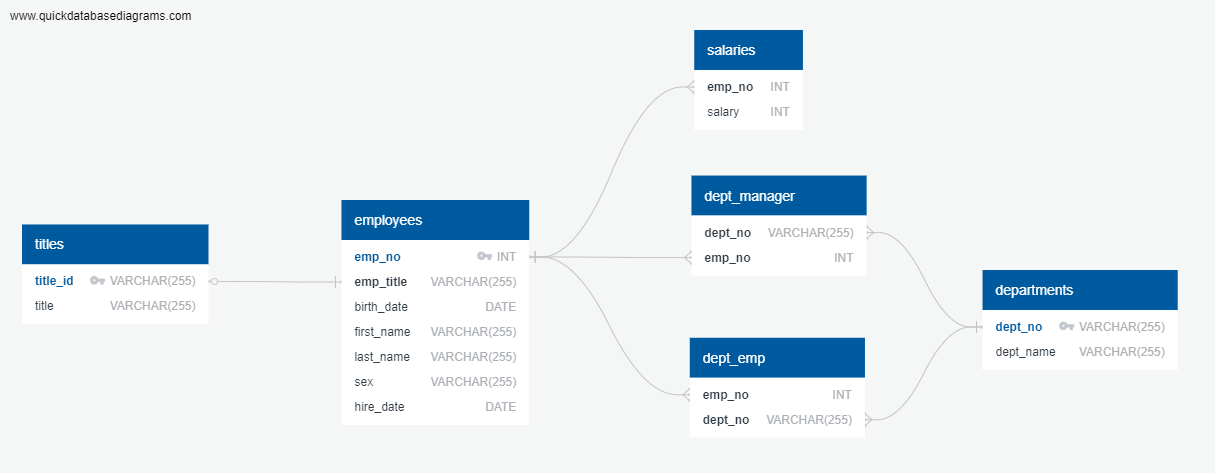 www.quickdatabasediagrams.com
salaries
emp_no INT
salary INT
dept_manager
dept_no VARCHAR(255)
emp_no INT
employees
emp_no INT
emp_title VARCHAR(255)
birth_date DATE
first_name VARCHAR(255)
last_name VARCHAR(255)
sex VARCHAR(255)
hire_date DATE
titles
title_id VARCHAR(255)
title VARCHAR(255)
departments
dept_no VARCHAR(255)
dept_name VARCHAR(255)
dept_emp
emp_no INT
dept_no VARCHAR(255)